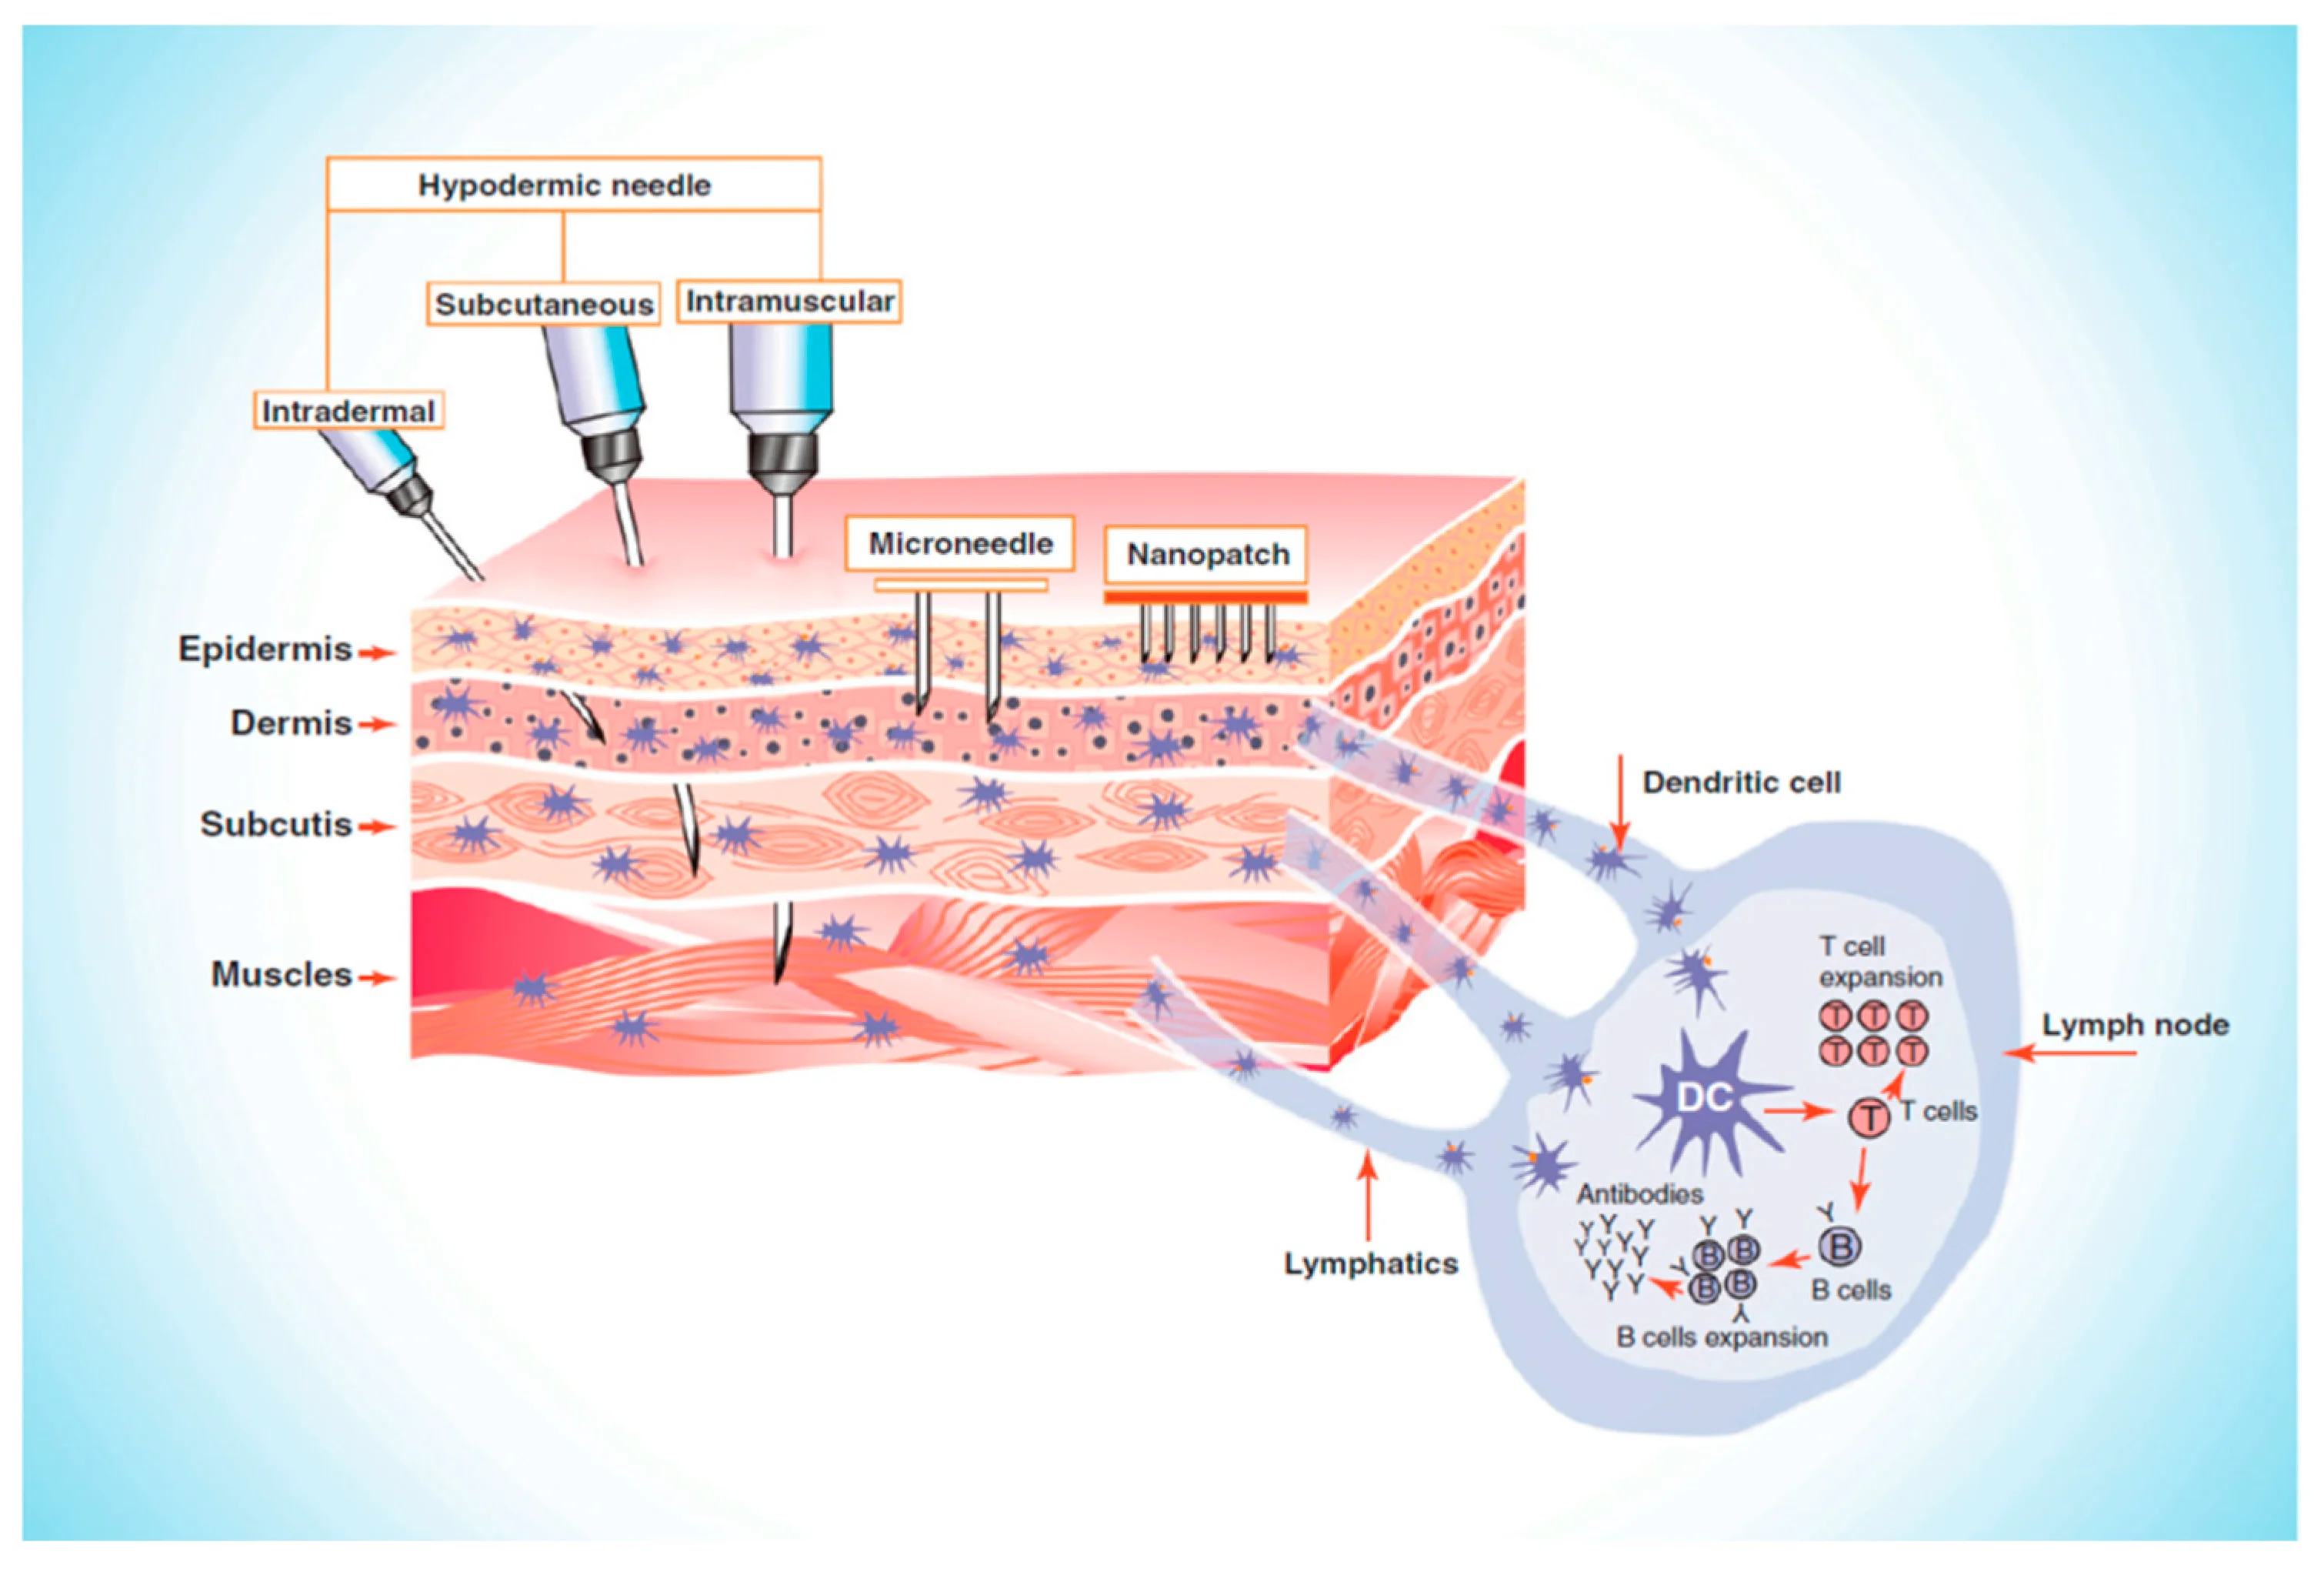 Hypodermic needle
Subcutaneous
Intramuscular
Intradermal
Microneedle
Nanopatch
Epidermis
Dermis
Subcutis
Muscles
Dendritic cell
T cell
expansion
T T T
T T T
Lymph node
DC
T
T cells
Antibodies
Y Y Y
Y Y Y Y
Y Y
Y Y
B B
B B
B
B cells
B cells expansion
Lymphatics